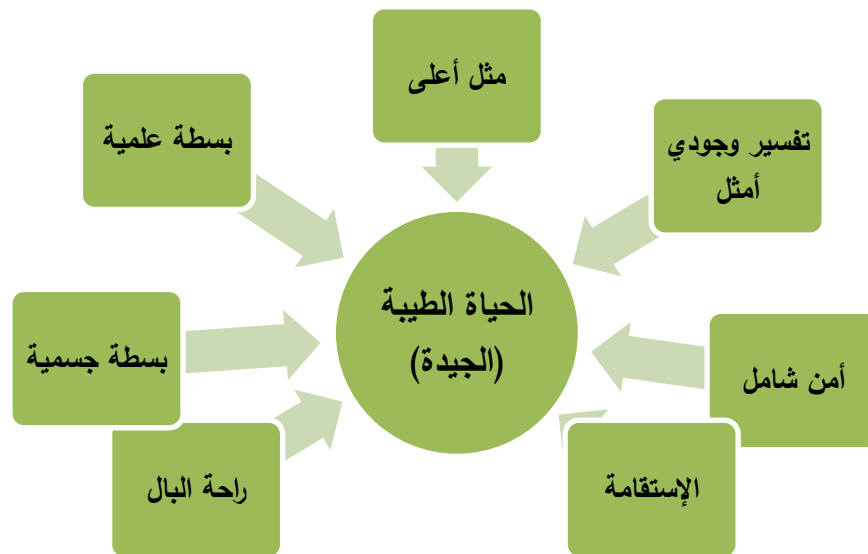 مثل أعلى
تفسير وجودي
أمثل
بسطة علمية
الحياة الطيبة
(الجيدة)
أمن شامل
بسطة جسمية
الإستقامة
راحة البال